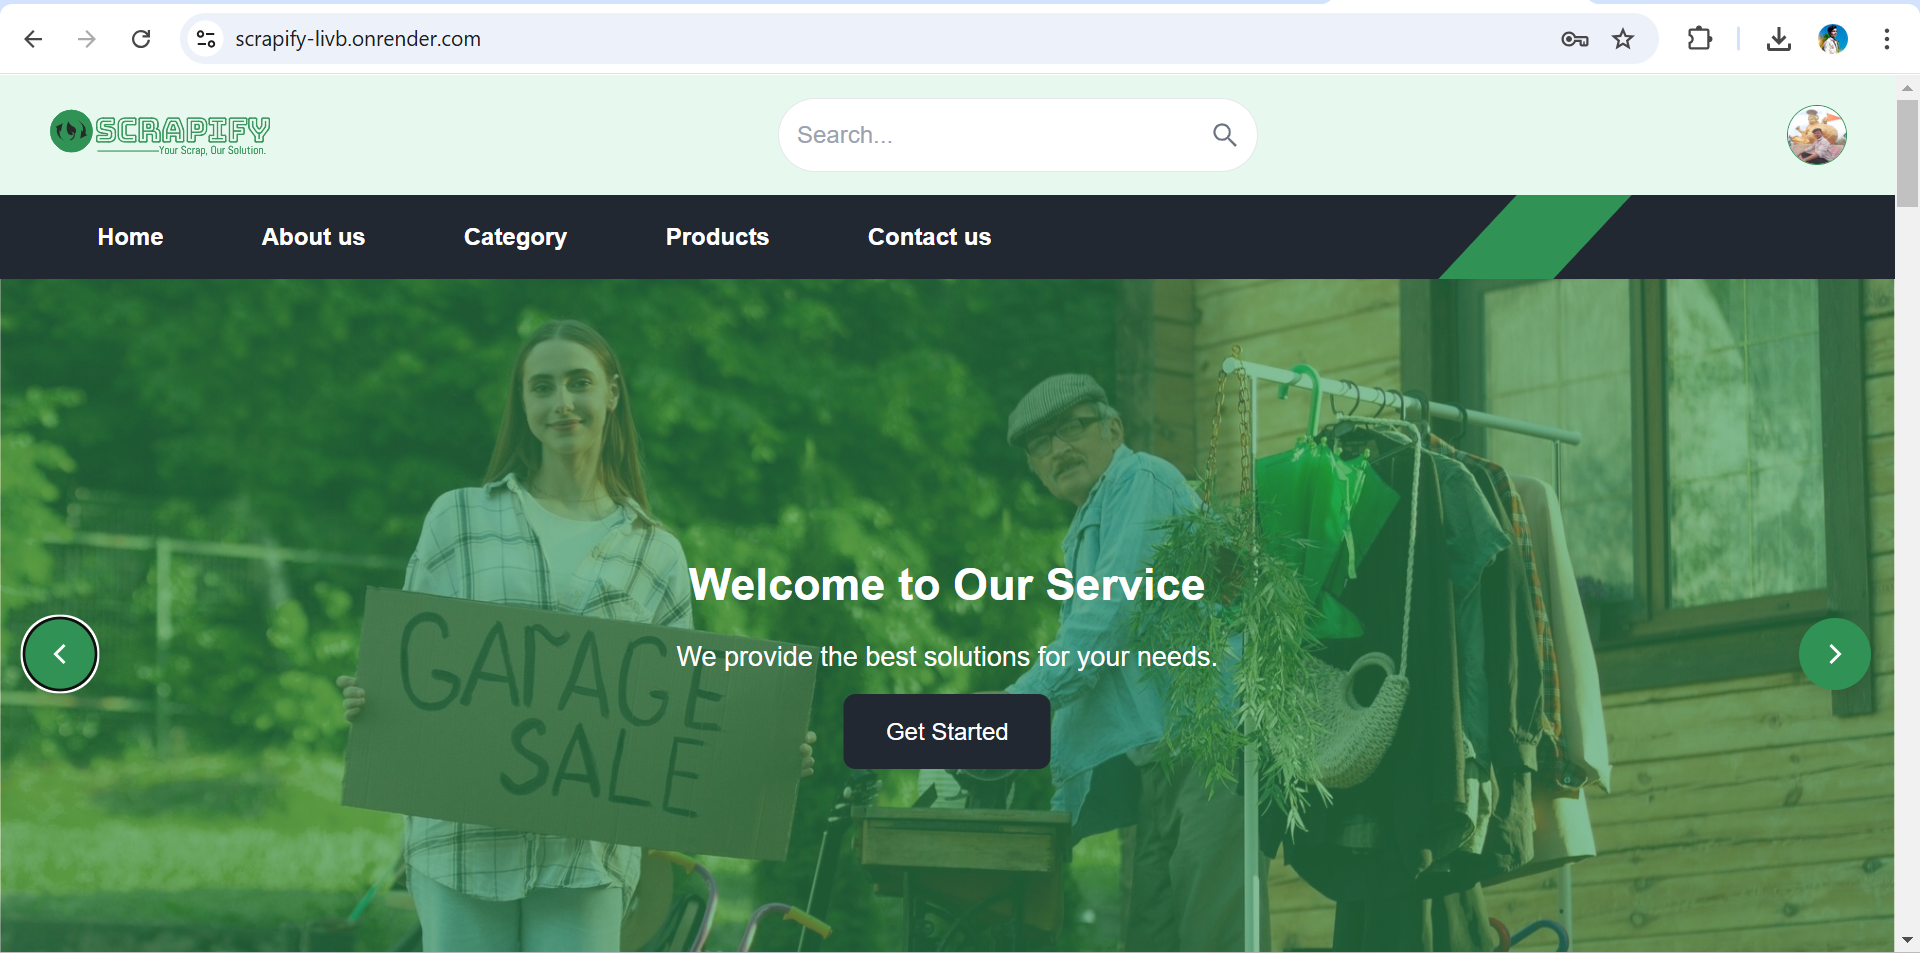 scrapify-livb.onrender.com
SCRAPIFY
Your Scrap, Our Solution.
Search...
Home About us Category Products Contact us
Welcome to Our Service
We provide the best solutions for your needs.
Get Started
GARAGE
SALE